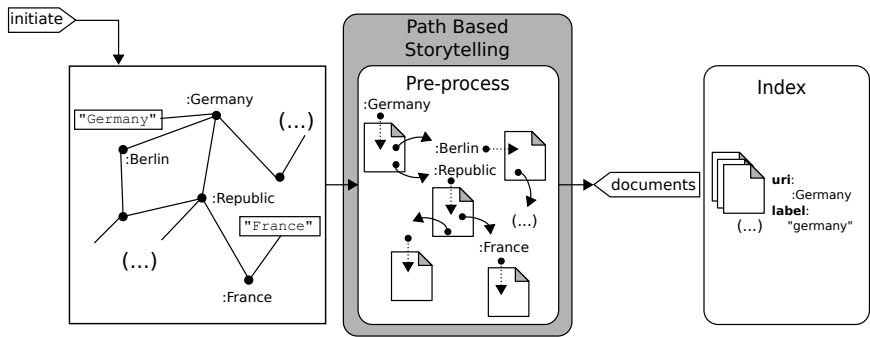 initiate
:Germany
"Germany"
(...)
:Berlin
:Republic
"France"
(...)
:France
Path Based
Storytelling
Pre-process
:Germany
:Berlin
:Republic
(...)
:France
documents
Index
uri:
:Germany
label:
"germany"
(...)